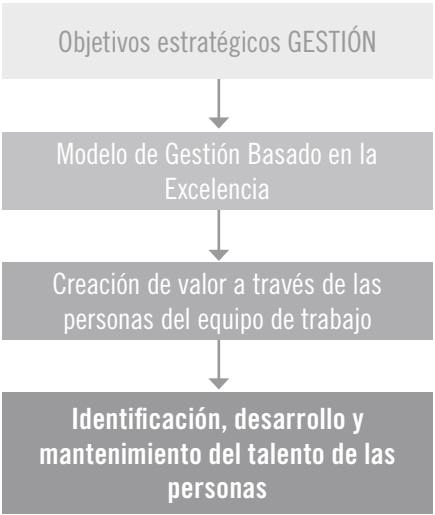 Objetivos estratégicos GESTIÓN
Modelo de Gestión Basado en la
Excelencia
Creación de valor a través de las
personas del equipo de trabajo
Identificación, desarrollo y
mantenimiento del talento de las
personas